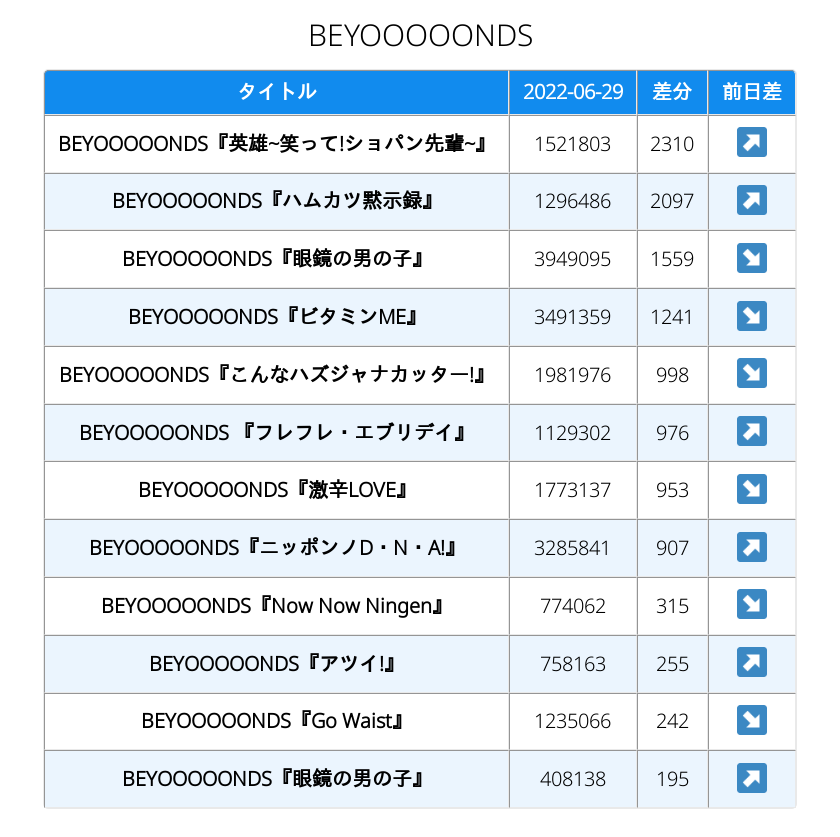 BEYOOOOONDS
タイトル 2022-06-29 差分 前日差
BEYOOOOONDS『英雄~笑って!ショパン先輩~』 1521803 2310 ↗
BEYOOOOONDS『ハムカツ黙示録』 1296486 2097 ↗
BEYOOOOONDS『眼鏡の男の子』 3949095 1559 ↘
BEYOOOOONDS『ビタミンME』 3491359 1241 ↘
BEYOOOOONDS『こんなハズジャナカッター!』 1981976 998 ↘
BEYOOOOONDS 『フレフレ・エブリデイ』 1129302 976 ↗
BEYOOOOONDS『激辛LOVE』 1773137 953 ↘
BEYOOOOONDS『ニッポンノD・N・A!』 3285841 907 ↗
BEYOOOOONDS『Now Now Ningen』 774062 315 ↘
BEYOOOOONDS『アツイ!』 758163 255 ↗
BEYOOOOONDS『Go Waist』 1235066 242 ↘
BEYOOOOONDS『眼鏡の男の子』 408138 195 ↗